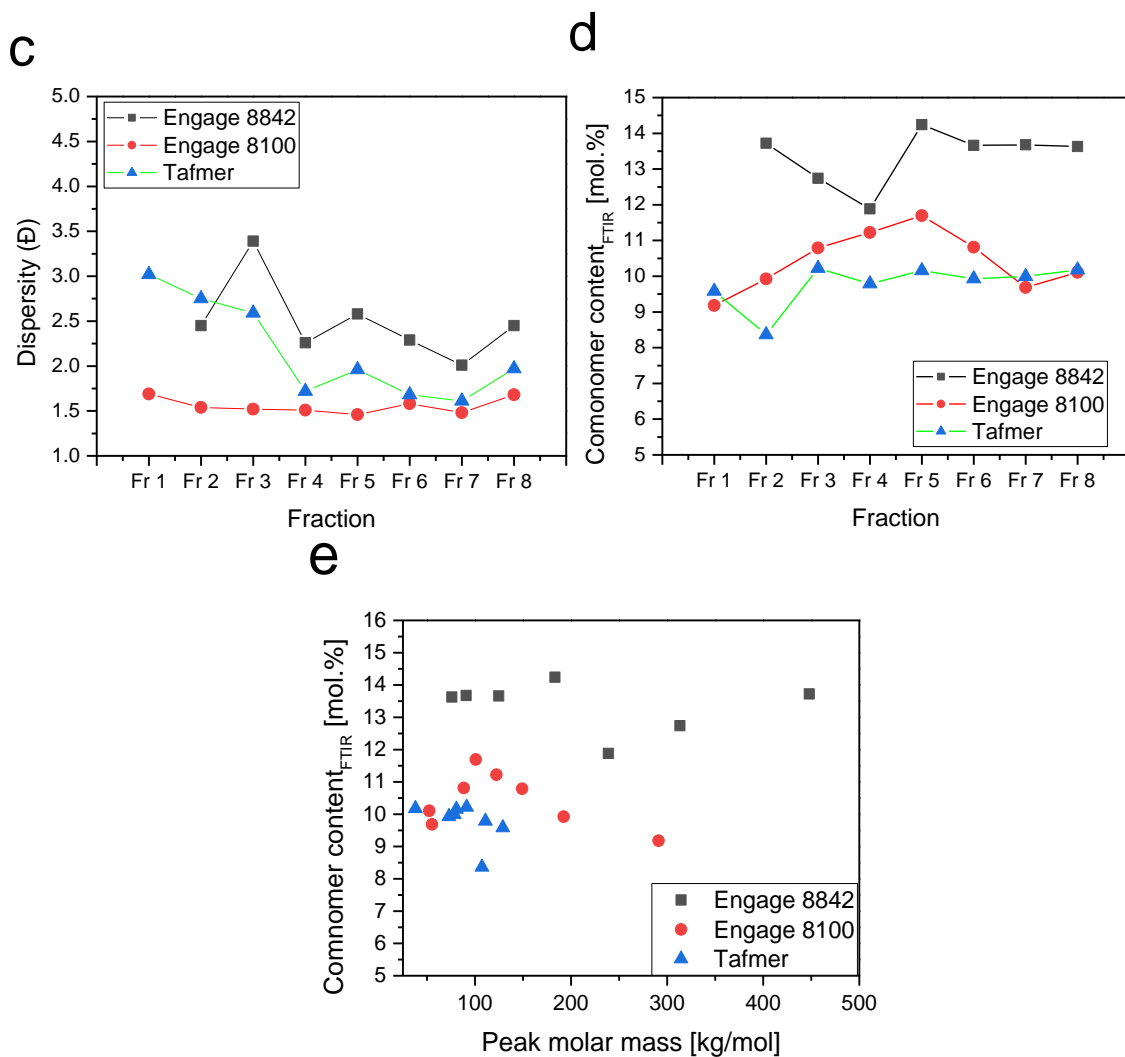 c
5.0
4.5
4.0
3.5
3.0
2.5
2.0
1.5
1.0
Dispersity (Đ)
Engage 8842
Engage 8100
Tafmer
Fr 1 Fr 2 Fr 3 Fr 4 Fr 5 Fr 6 Fr 7 Fr 8
Fraction
d
15
14
13
12
11
10
9
8
7
6
5
Comonomer content FTIR [mol.%]
Engage 8842
Engage 8100
Tafmer
Fr 1 Fr 2 Fr 3 Fr 4 Fr 5 Fr 6 Fr 7 Fr 8
Fraction
e
16
15
14
13
12
11
10
9
8
7
6
5
Comnomer content FTIR [mol.%]
Engage 8842
Engage 8100
Tafmer
100 200 300 400 500
Peak molar mass [kg/mol]